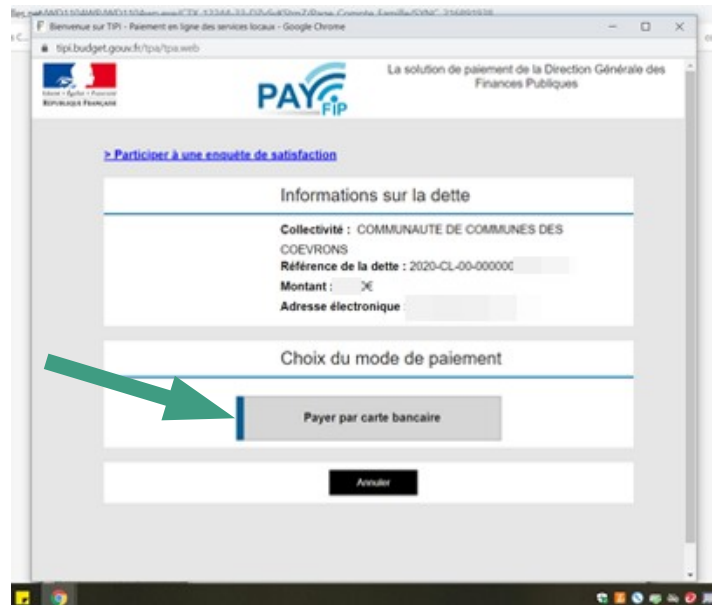 F Bienvenue sur TIPI - Paiement en ligne des services locaux - Google Chrome
tipi.budget.gouv.fr/tpa/tpa.web
Liberté • Égalité • Fraternité
RÉPUBLIQUE FRANÇAISE
PAY FIP
La solution de paiement de la Direction Générale des
Finances Publiques
> Participer à une enquête de satisfaction
Informations sur la dette
Collectivité : COMMUNAUTE DE COMMUNES DES
COEVRONS
Référence de la dette : 2020-CL-00-000000
Montant : €
Adresse électronique :
Choix du mode de paiement
Payer par carte bancaire
Annuler